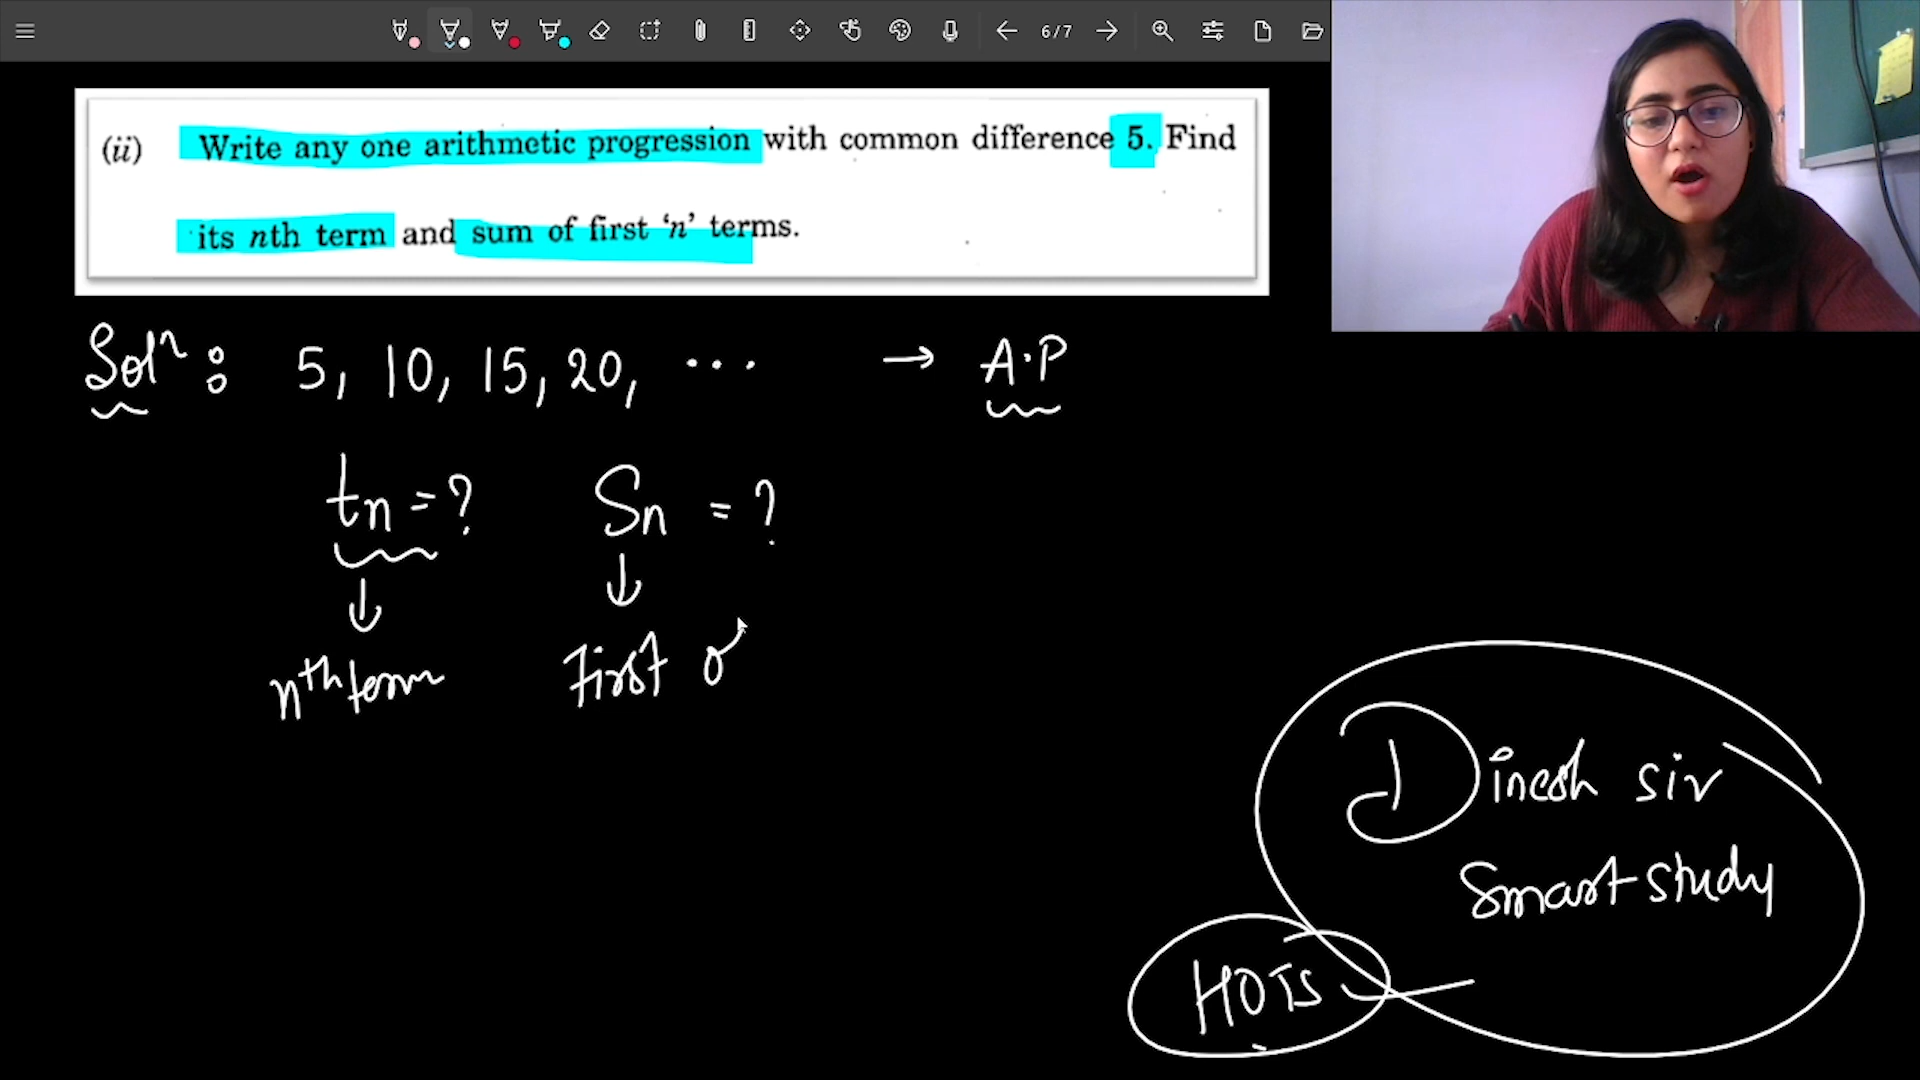 6/7
(ii) Write any one arithmetic progression with common difference 5. Find
its nth term and sum of first ‘n’ terms.
Solⁿ : 5, 10, 15, 20, ... → A.P
tn = ? Sn = ?
↓ ↓
nth term First
Dinesh sir
Smart study
HOTS